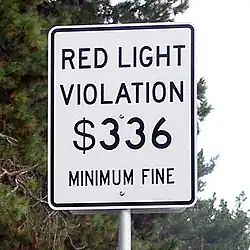 RED LIGHT
VIOLATION
$336
MINIMUM FINE